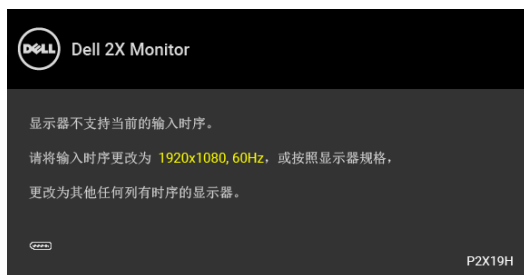 DELL
Dell 2X Monitor
显示器不支持当前的输入时序。
请将输入时序更改为 1920x1080, 60Hz，或按照显示器规格，
更改为其他任何列有时序的显示器。
P2X19H